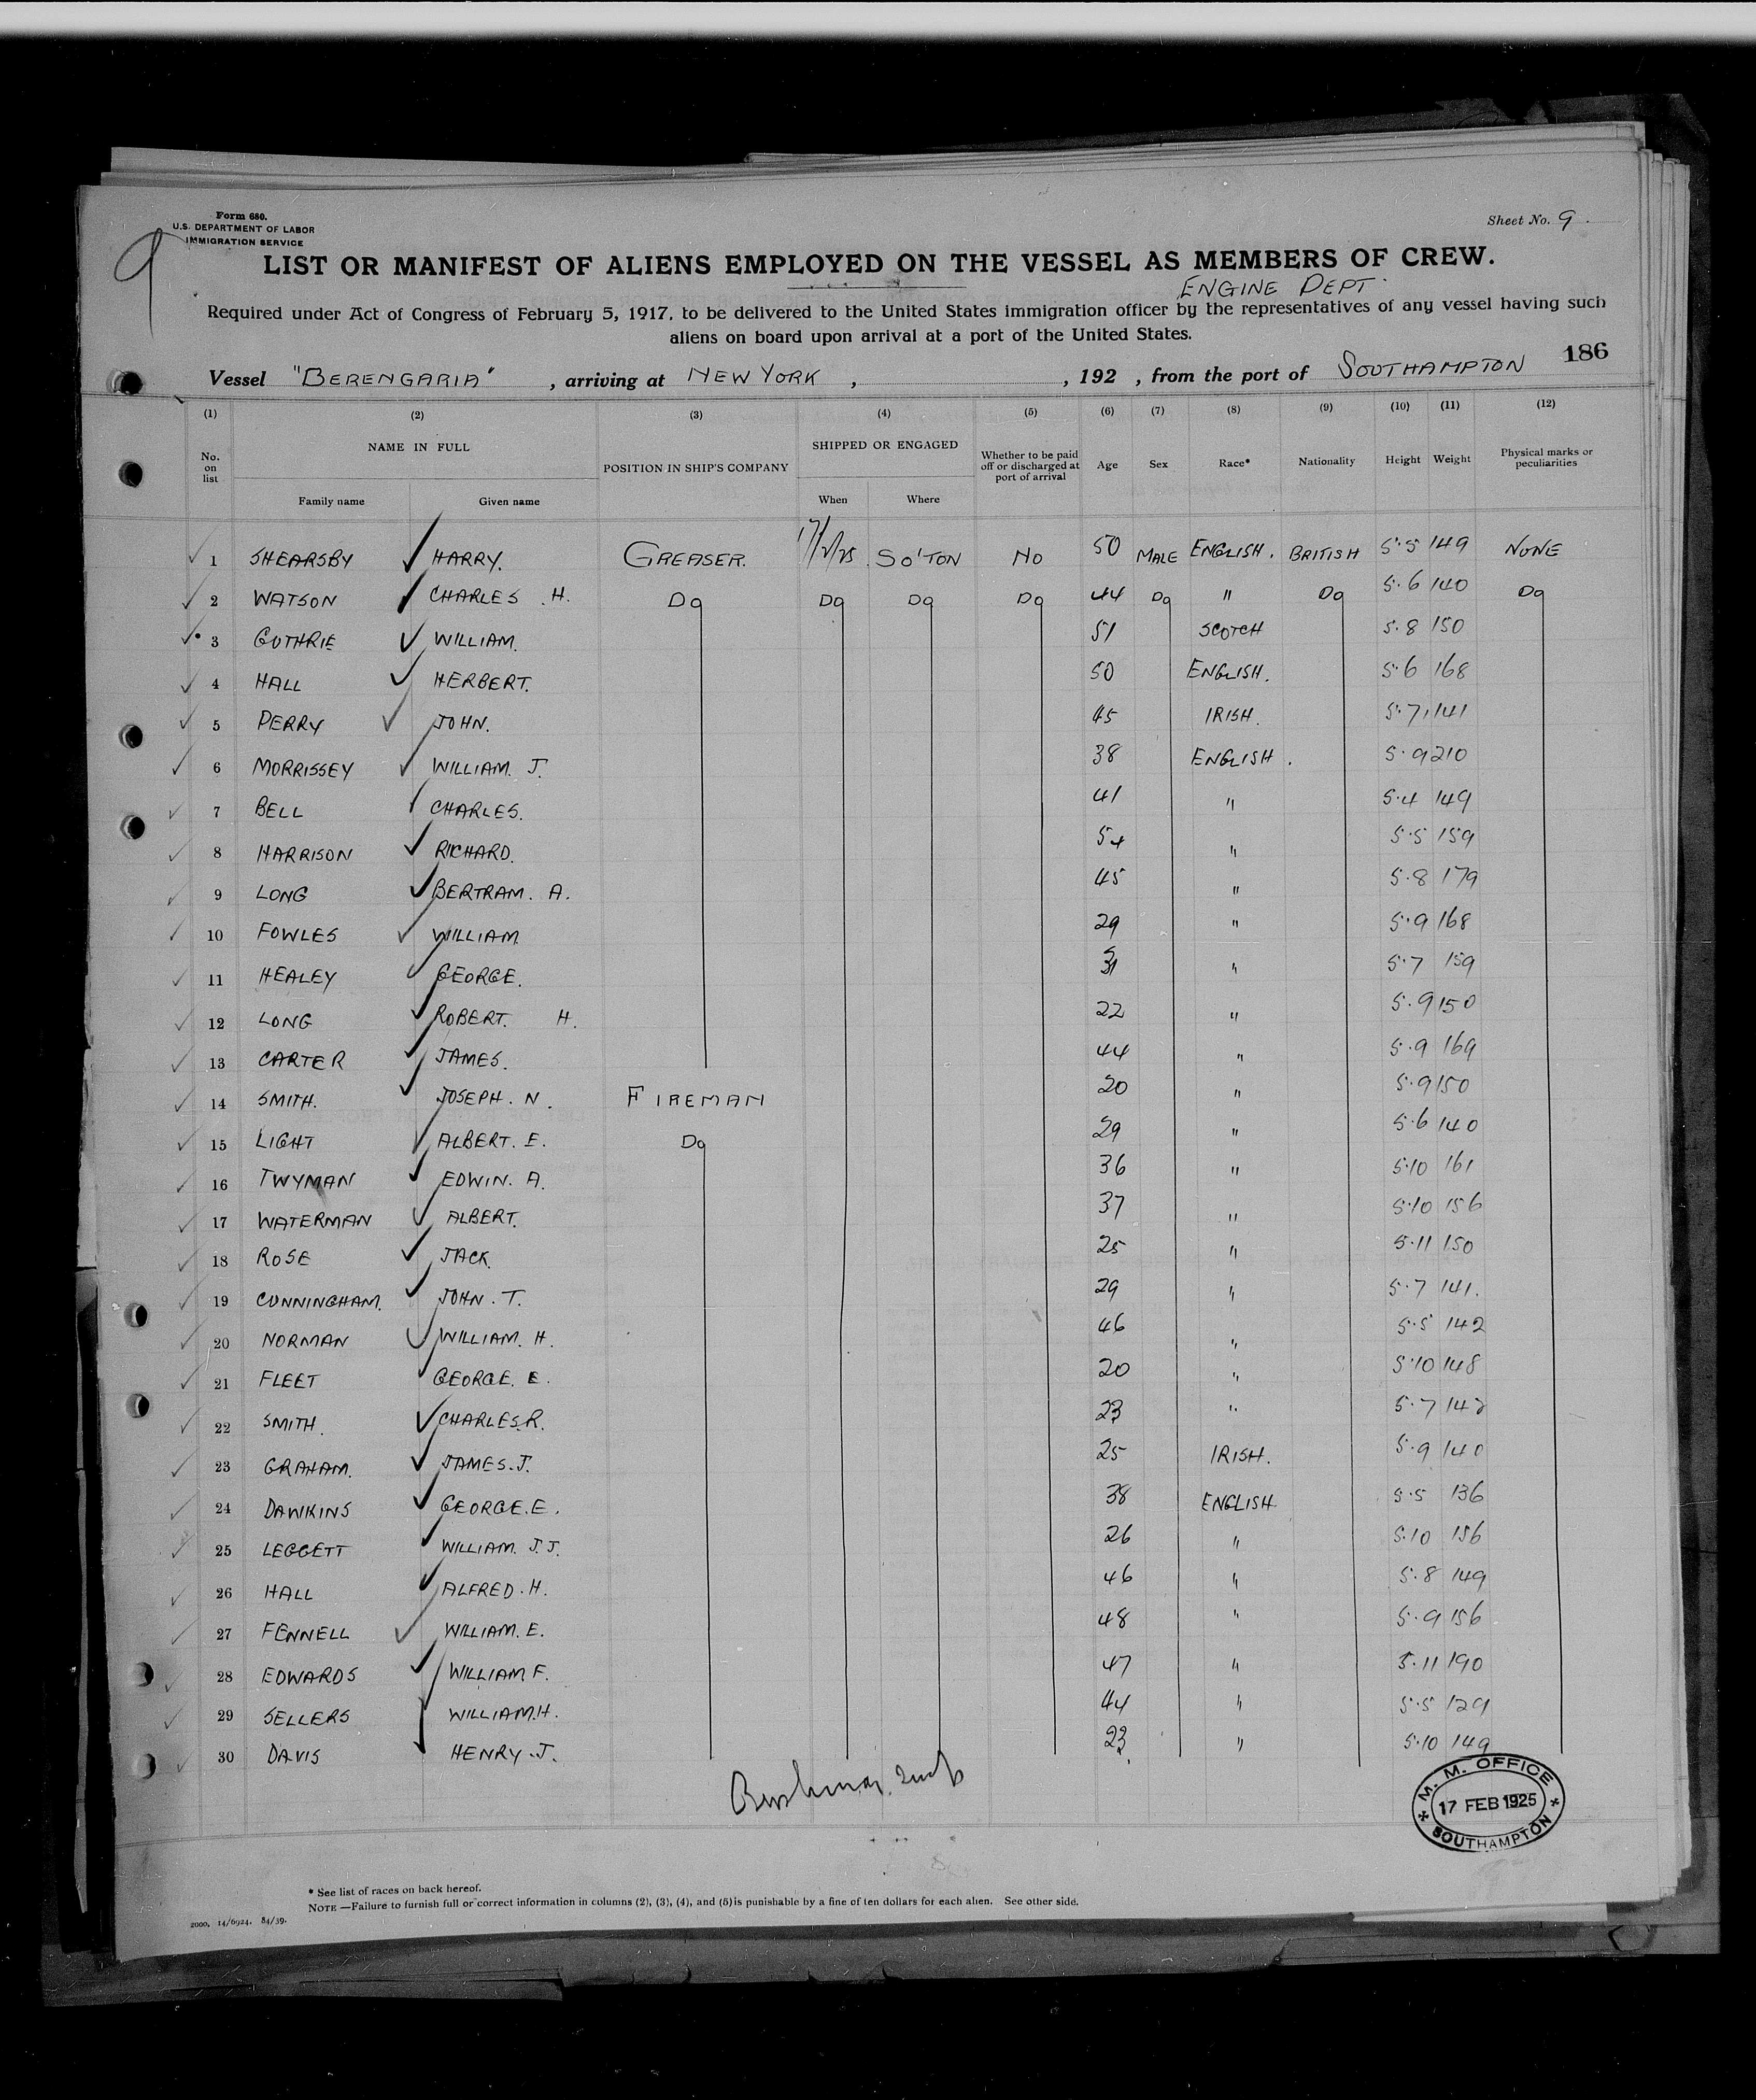 Form 680.
U.S. DEPARTMENT OF LABOR
IMMIGRATION SERVICE
Sheet No. 9.
9
LIST OR MANIFEST OF ALIENS EMPLOYED ON THE VESSEL AS MEMBERS OF CREW.
ENGINE DEPT.
Required under Act of Congress of February 5, 1917, to be delivered to the United States immigration officer by the representatives of any vessel having such
aliens on board upon arrival at a port of the United States.
186
Vessel "BERENGARIA", arriving at NEW YORK, , 192 , from the port of SOUTHAMPTON
(1) (2) (3) (4) (5) (6) (7) (8) (9) (10) (11) (12)
No. on list NAME IN FULL POSITION IN SHIP'S COMPANY SHIPPED OR ENGAGED Whether to be paid off or discharged at port of arrival Age Sex Race* Nationality Height Weight Physical marks or peculiarities
Family name Given name When Where
1 SHEARSBY HARRY. GREASER. 17/2/25 SO'TON NO 50 MALE ENGLISH. BRITISH 5.5 149 NONE
2 WATSON CHARLES .H. Do Do Do Do 44 Do " Do 5.6 140 Do
3 GUTHRIE WILLIAM. 51 SCOTCH 5.8 150
4 HALL HERBERT. 50 ENGLISH. 5.6 168
5 PERRY JOHN. 45 IRISH. 5.7 141
6 MORRISSEY WILLIAM. J. 38 ENGLISH. 5.9 210
7 BELL CHARLES. 41 " 5.4 149
8 HARRISON RICHARD. 54 " 5.5 159
9 LONG BERTRAM. A. 45 " 5.8 179
10 FOWLES WILLIAM 29 " 5.9 168
11 HEALEY GEORGE. 31 " 5.7 159
12 LONG ROBERT. H. 22 " 5.9 150
13 CARTER JAMES. 44 " 5.9 169
14 SMITH. JOSEPH. N. FIREMAN 20 " 5.9 150
15 LIGHT ALBERT. E. Do 29 " 5.6 140
16 TWYMAN EDWIN. A. 36 " 5.10 161
17 WATERMAN ALBERT. 37 " 5.10 156
18 ROSE JACK. 25 " 5.11 150
19 CUNNINGHAM. JOHN. T. 29 " 5.7 141.
20 NORMAN WILLIAM. H. 46 " 5.5 142
21 FLEET GEORGE. E. 20 " 5.10 148
22 SMITH. CHARLES.R. 23 " 5.7 142
23 GRAHAM. JAMES.J. 25 IRISH. 5.9 140
24 DAWKINS GEORGE.E. 38 ENGLISH 5.5 136
25 LEGGETT WILLIAM. J.J. 26 " 5.10 156
26 HALL ALFRED.H. 46 " 5.8 149
27 FENNELL WILLIAM. E. 48 " 5.9 156
28 EDWARDS WILLIAM F. 47 " 5.11 190
29 SELLERS WILLIAM.H. 44 " 5.5 129
30 DAVIS HENRY.J. 23 " 5.10 149
M. M. OFFICE
17 FEB 1925
SOUTHAMPTON
* See list of races on back hereof.
NOTE —Failure to furnish full or correct information in columns (2), (3), (4), and (5) is punishable by a fine of ten dollars for each alien. See other side.
2000, 14/6924. 84/39.